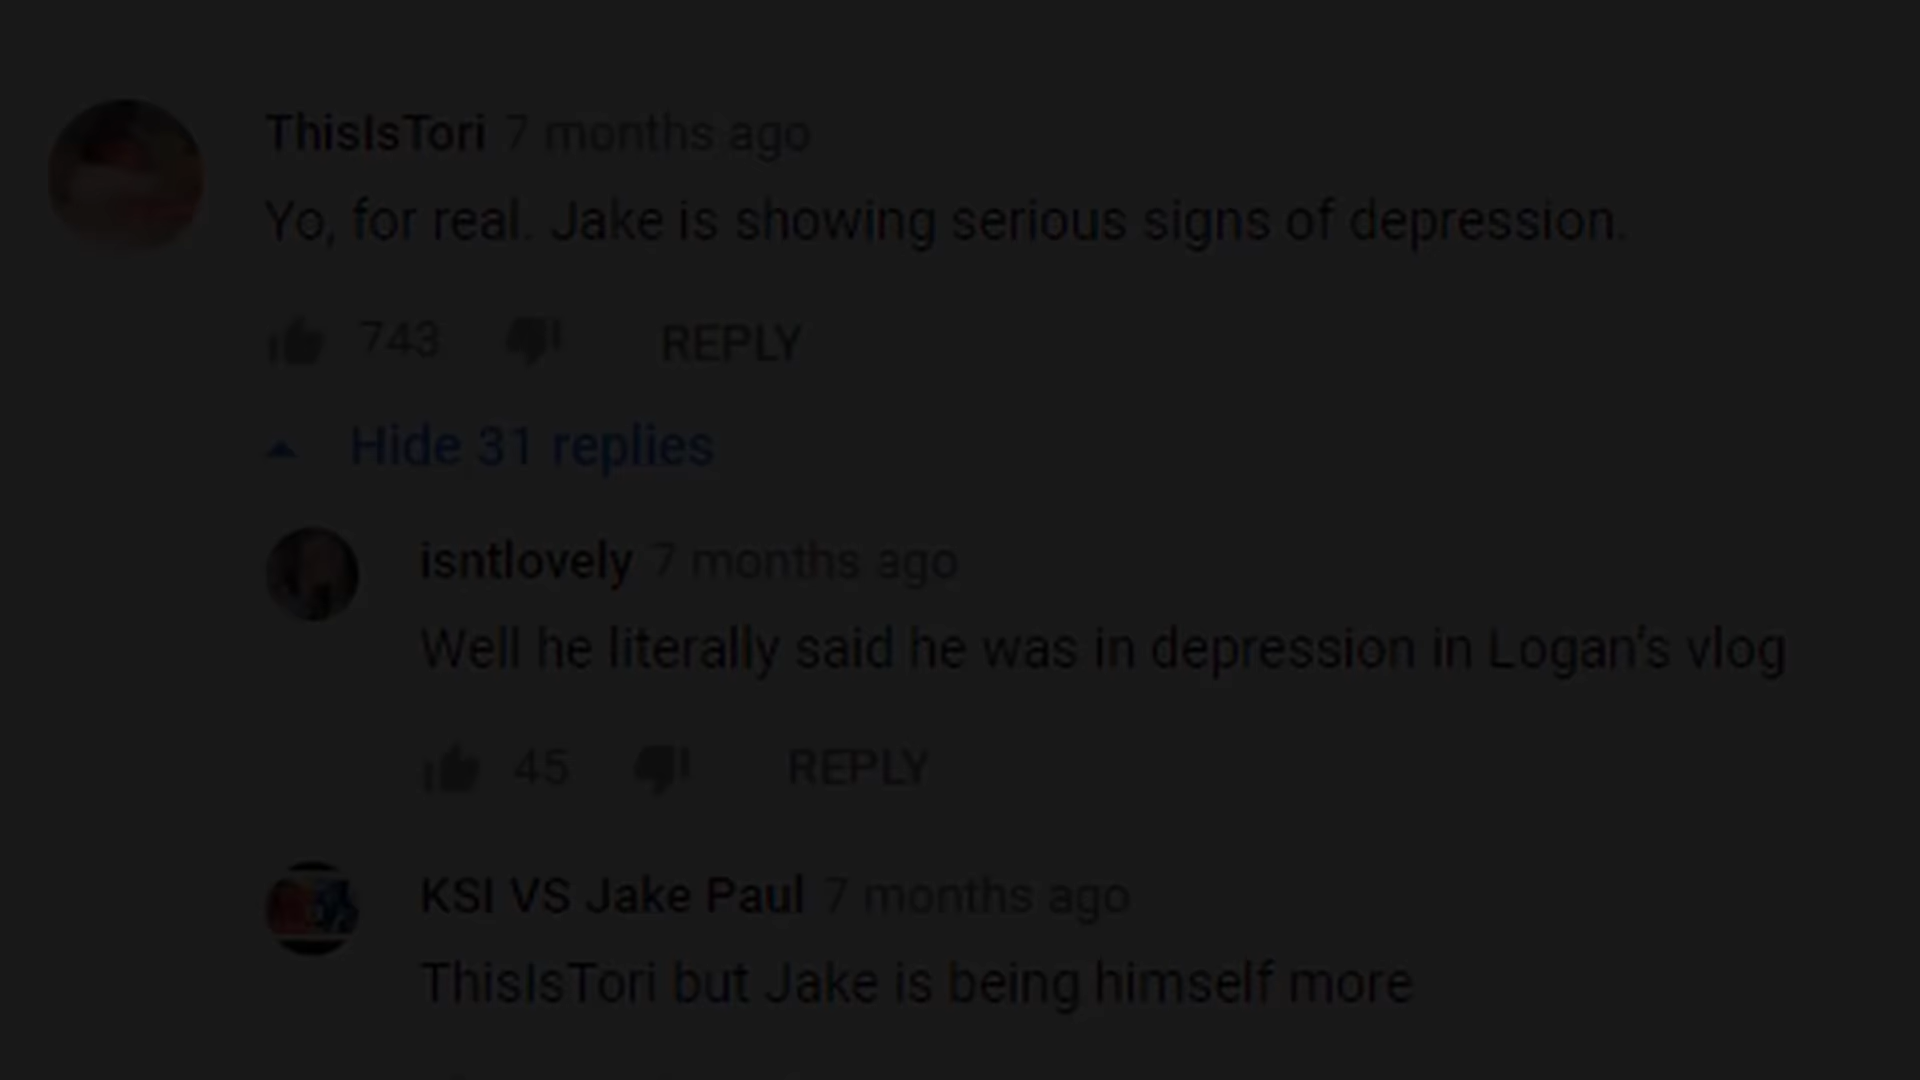 ThisIsTori 7 months ago
Yo, for real. Jake is showing serious signs of depression.
743 REPLY
Hide 31 replies
isntlovely 7 months ago
Well he literally said he was in depression in Logan's vlog
45 REPLY
KSI VS Jake Paul 7 months ago
ThisIsTori but Jake is being himself more